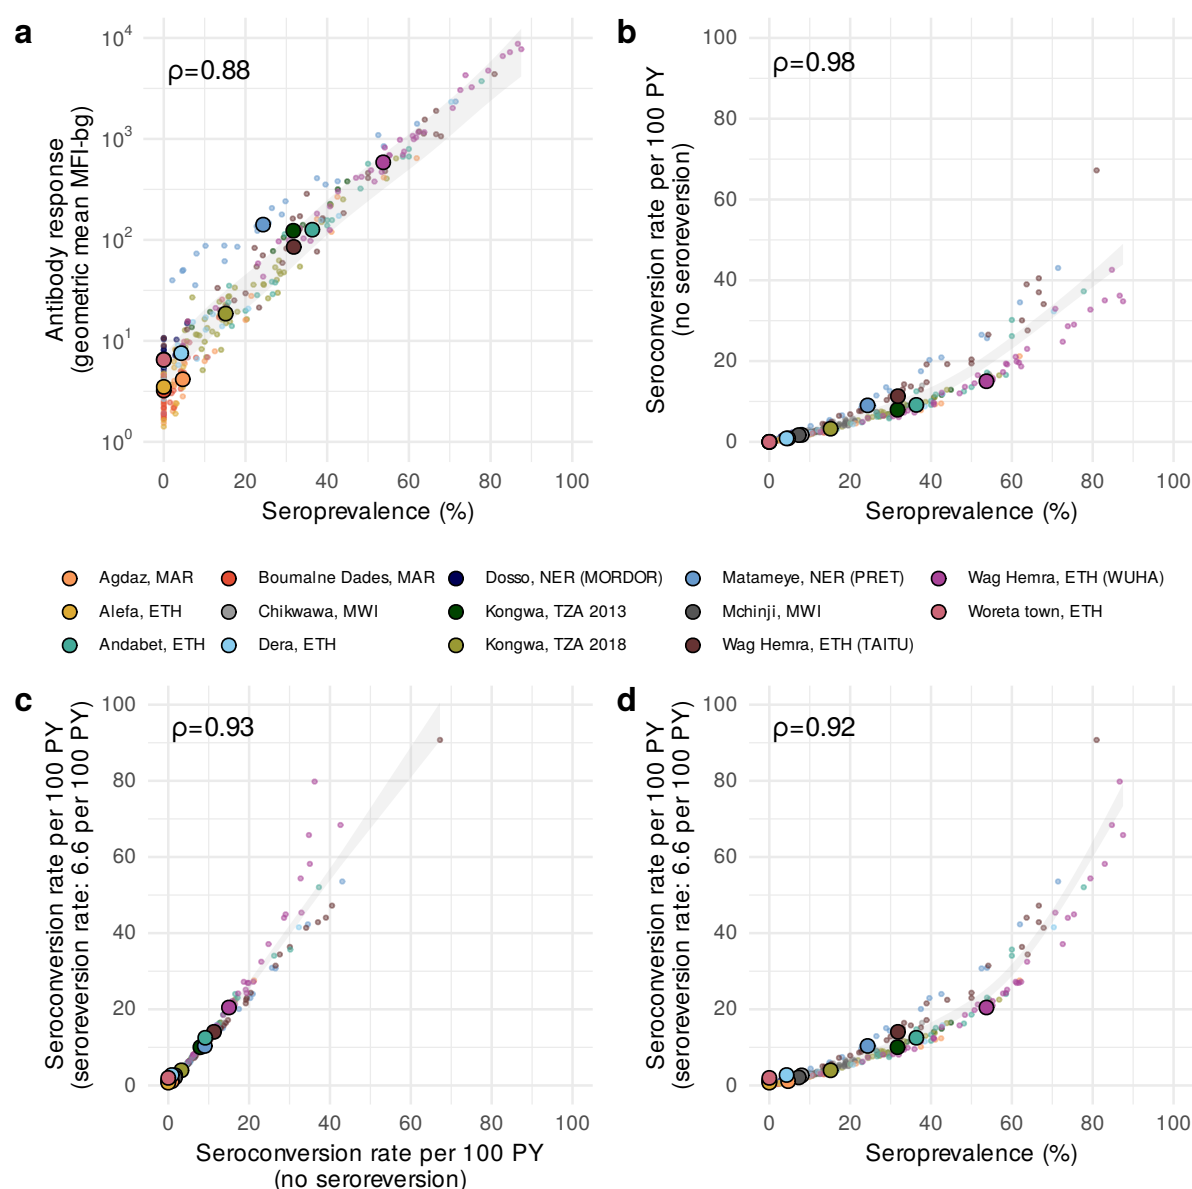 a
10⁴
10³
10²
10¹
10⁰
ρ=0.88
Antibody response
(geometric mean MFI-bg)
0 20 40 60 80 100
Seroprevalence (%)
b
100
80
60
40
20
0
ρ=0.98
Seroconversion rate per 100 PY
(no seroreversion)
0 20 40 60 80 100
Seroprevalence (%)
Agdaz, MAR
Boumalne Dades, MAR
Dosso, NER (MORDOR)
Matameye, NER (PRET)
Wag Hemra, ETH (WUHA)
Alefa, ETH
Chikwawa, MWI
Kongwa, TZA 2013
Mchinji, MWI
Woreta town, ETH
Andabet, ETH
Dera, ETH
Kongwa, TZA 2018
Wag Hemra, ETH (TAITU)
c
100
80
60
40
20
0
ρ=0.93
Seroconversion rate per 100 PY
(seroreversion rate: 6.6 per 100 PY)
0 20 40 60 80 100
Seroconversion rate per 100 PY
(no seroreversion)
d
100
80
60
40
20
0
ρ=0.92
Seroconversion rate per 100 PY
(seroreversion rate: 6.6 per 100 PY)
0 20 40 60 80 100
Seroprevalence (%)